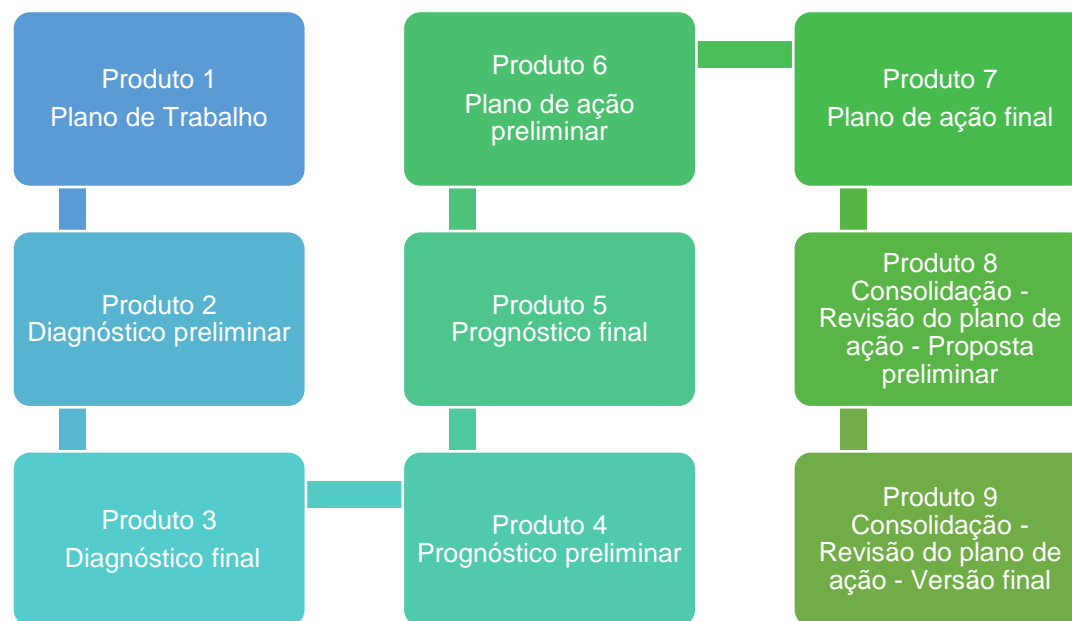 Produto 1
Plano de Trabalho
Produto 2
Diagnóstico preliminar
Produto 3
Diagnóstico final
Produto 4
Prognóstico preliminar
Produto 5
Prognóstico final
Produto 6
Plano de ação
preliminar
Produto 7
Plano de ação final
Produto 8
Consolidação -
Revisão do plano de
ação - Proposta
preliminar
Produto 9
Consolidação -
Revisão do plano de
ação - Versão final